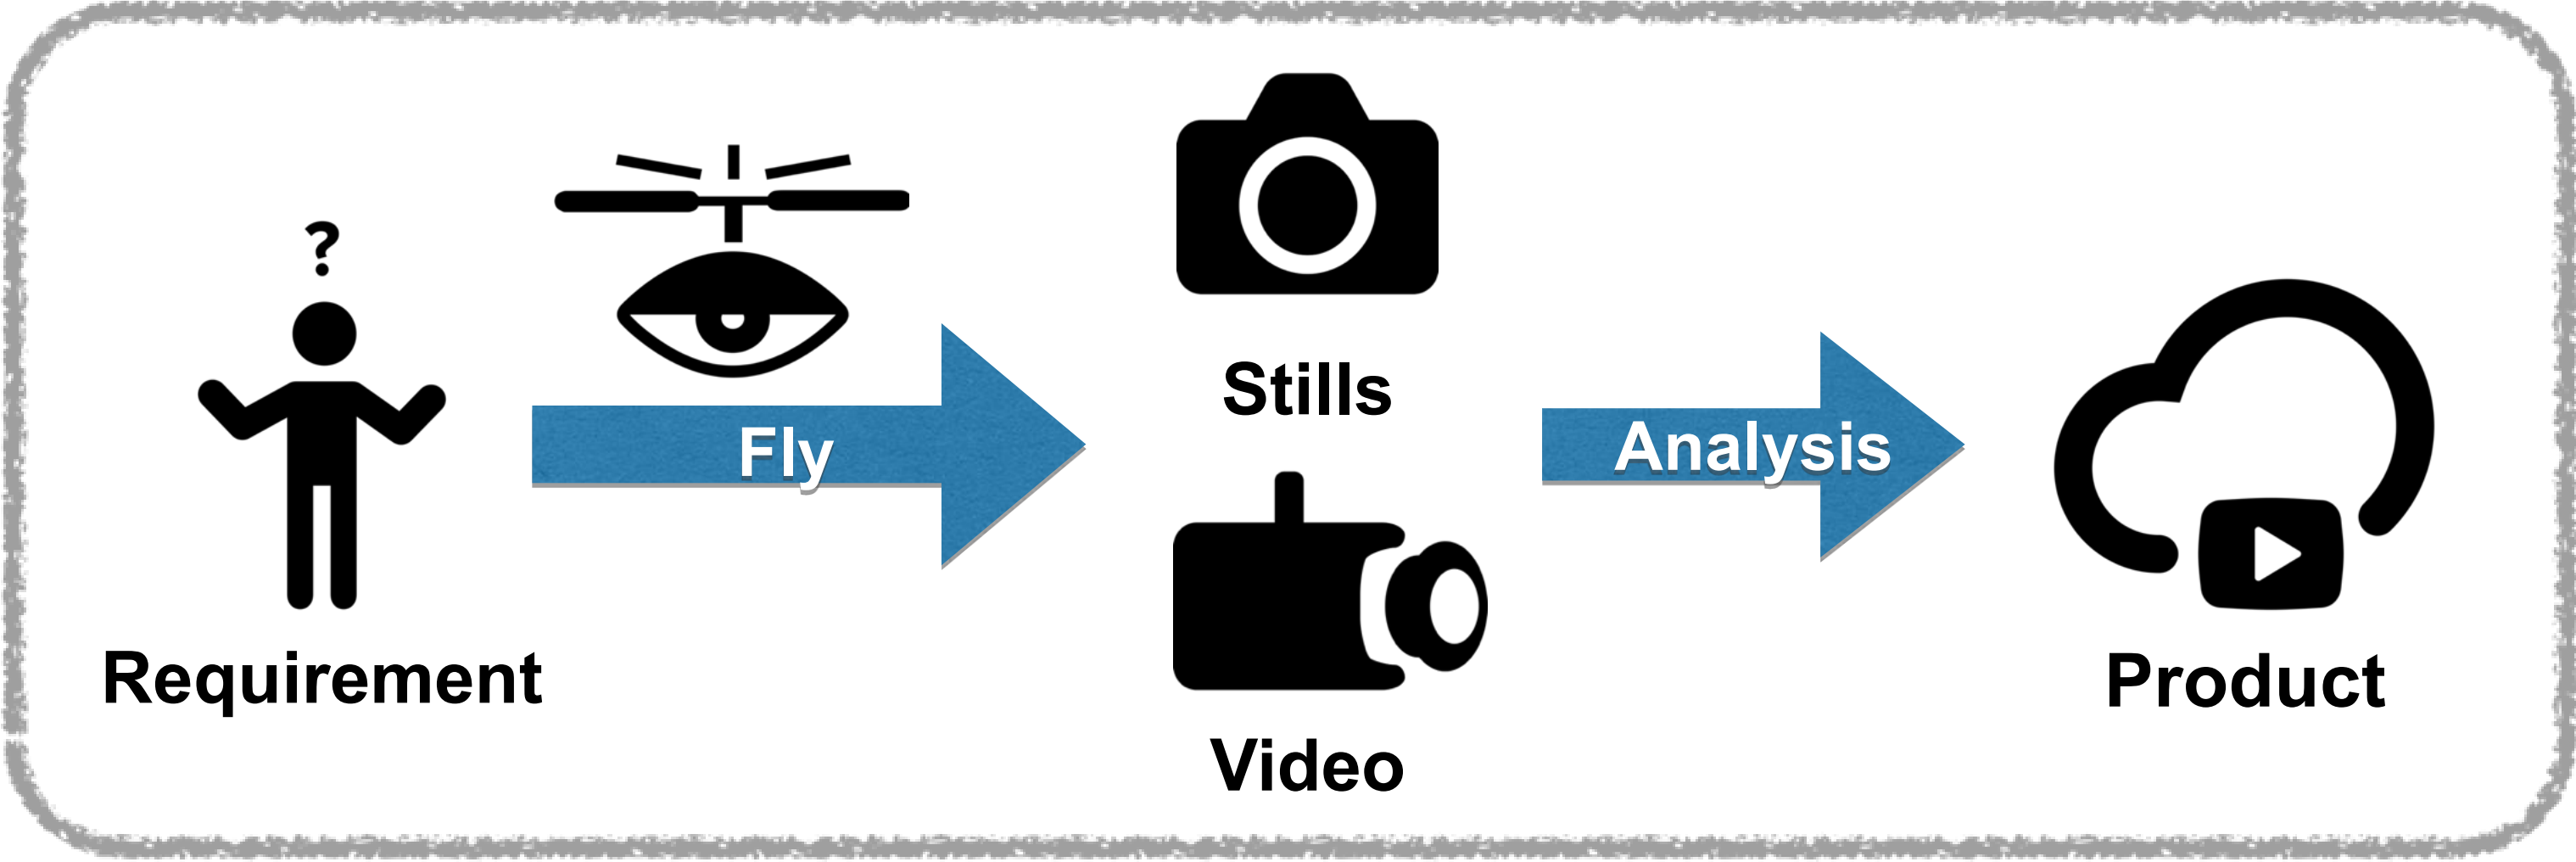 ?
Requirement
Fly
Stills
Video
Analysis
Product